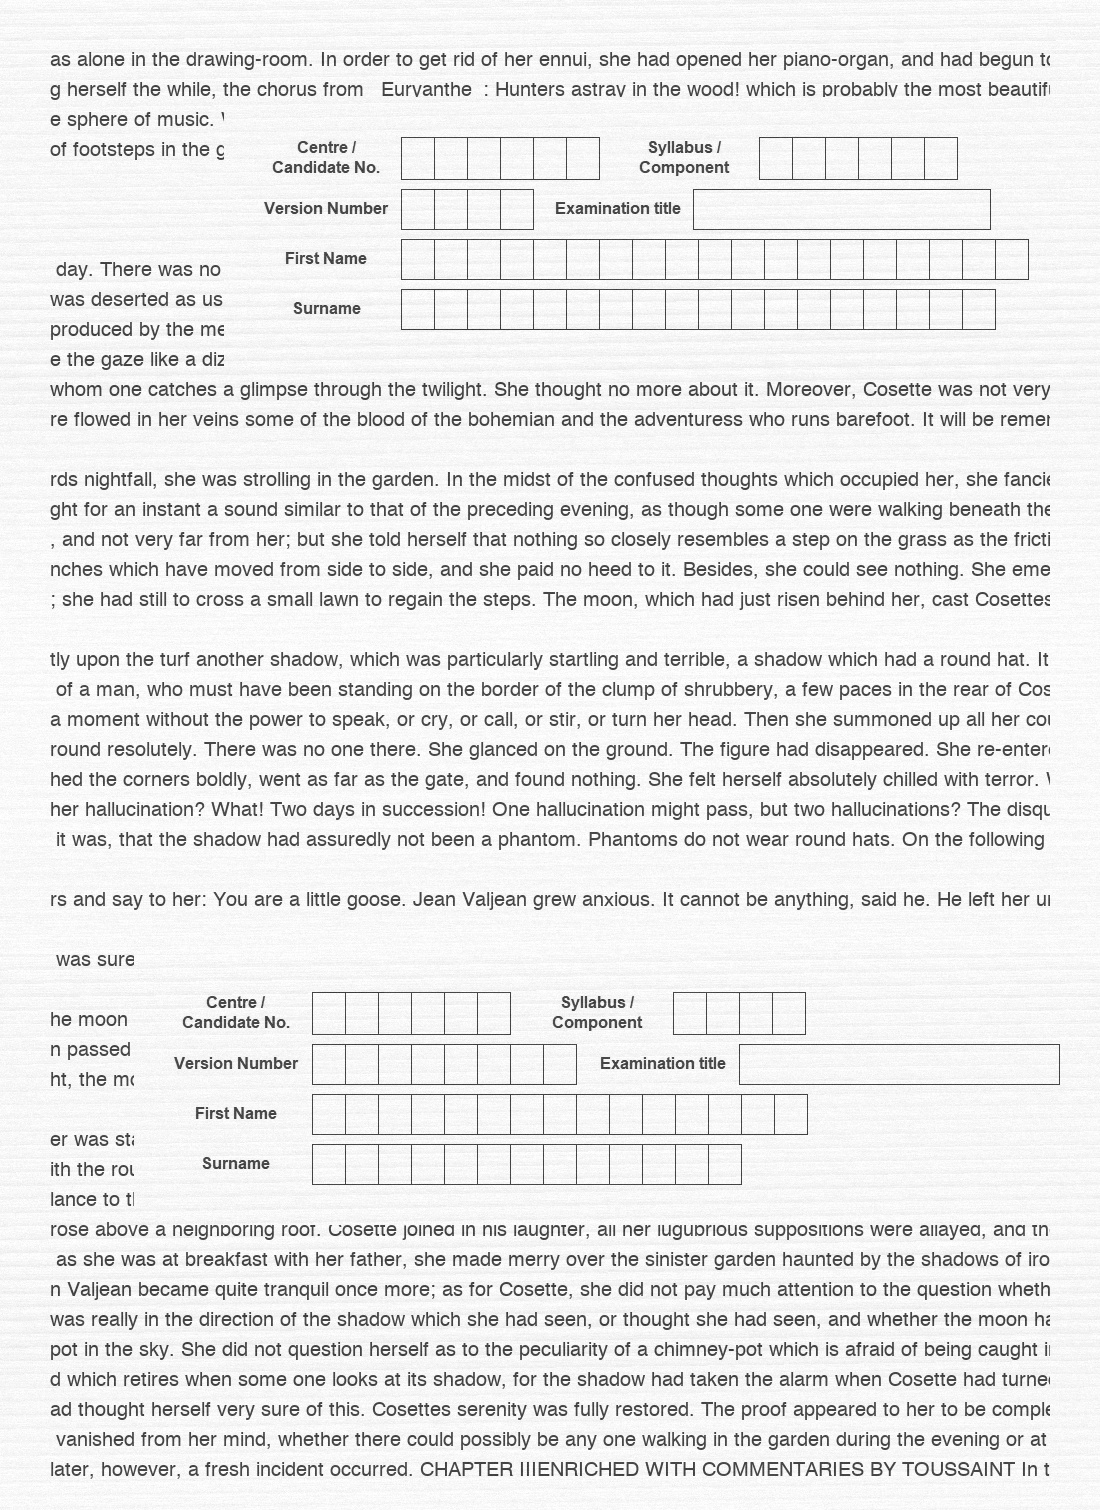 as alone in the drawing-room. In order to get rid of her ennui, she had opened her piano-organ, and had begun to
g herself the while, the chorus from Euryanthe : Hunters astray in the wood! which is probably the most beautif
e sphere of music.
of footsteps in the g
Centre / Candidate No.
Syllabus / Component
Version Number
Examination title
First Name
Surname
day. There was no
was deserted as us
produced by the me
e the gaze like a diz
whom one catches a glimpse through the twilight. She thought no more about it. Moreover, Cosette was not very
re flowed in her veins some of the blood of the bohemian and the adventuress who runs barefoot. It will be remer
rds nightfall, she was strolling in the garden. In the midst of the confused thoughts which occupied her, she fancie
ght for an instant a sound similar to that of the preceding evening, as though some one were walking beneath the
, and not very far from her; but she told herself that nothing so closely resembles a step on the grass as the fricti
nches which have moved from side to side, and she paid no heed to it. Besides, she could see nothing. She eme
; she had still to cross a small lawn to regain the steps. The moon, which had just risen behind her, cast Cosettes
tly upon the turf another shadow, which was particularly startling and terrible, a shadow which had a round hat. It
of a man, who must have been standing on the border of the clump of shrubbery, a few paces in the rear of Cos
a moment without the power to speak, or cry, or call, or stir, or turn her head. Then she summoned up all her cou
round resolutely. There was no one there. She glanced on the ground. The figure had disappeared. She re-entere
hed the corners boldly, went as far as the gate, and found nothing. She felt herself absolutely chilled with terror.
her hallucination? What! Two days in succession! One hallucination might pass, but two hallucinations? The disqu
it was, that the shadow had assuredly not been a phantom. Phantoms do not wear round hats. On the following
rs and say to her: You are a little goose. Jean Valjean grew anxious. It cannot be anything, said he. He left her un
was sure
he moon
n passed
ht, the mo
er was sta
ith the rou
lance to th
Centre / Candidate No.
Syllabus / Component
Version Number
Examination title
First Name
Surname
rose above a neighboring roof. Cosette joined in his laughter, all her lugubrious suppositions were allayed, and th
as she was at breakfast with her father, she made merry over the sinister garden haunted by the shadows of iro
n Valjean became quite tranquil once more; as for Cosette, she did not pay much attention to the question wheth
was really in the direction of the shadow which she had seen, or thought she had seen, and whether the moon ha
pot in the sky. She did not question herself as to the peculiarity of a chimney-pot which is afraid of being caught i
d which retires when some one looks at its shadow, for the shadow had taken the alarm when Cosette had turne
ad thought herself very sure of this. Cosettes serenity was fully restored. The proof appeared to her to be comple
vanished from her mind, whether there could possibly be any one walking in the garden during the evening or at
later, however, a fresh incident occurred. CHAPTER IIIENRICHED WITH COMMENTARIES BY TOUSSAINT In t